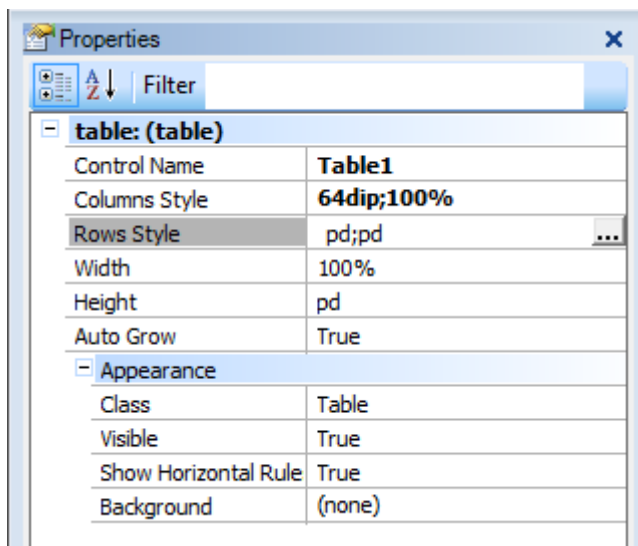 Properties
Filter
table: (table)
Control Name Table1
Columns Style 64dip;100%
Rows Style pd;pd ...
Width 100%
Height pd
Auto Grow True
Appearance
Class Table
Visible True
Show Horizontal Rule True
Background (none)